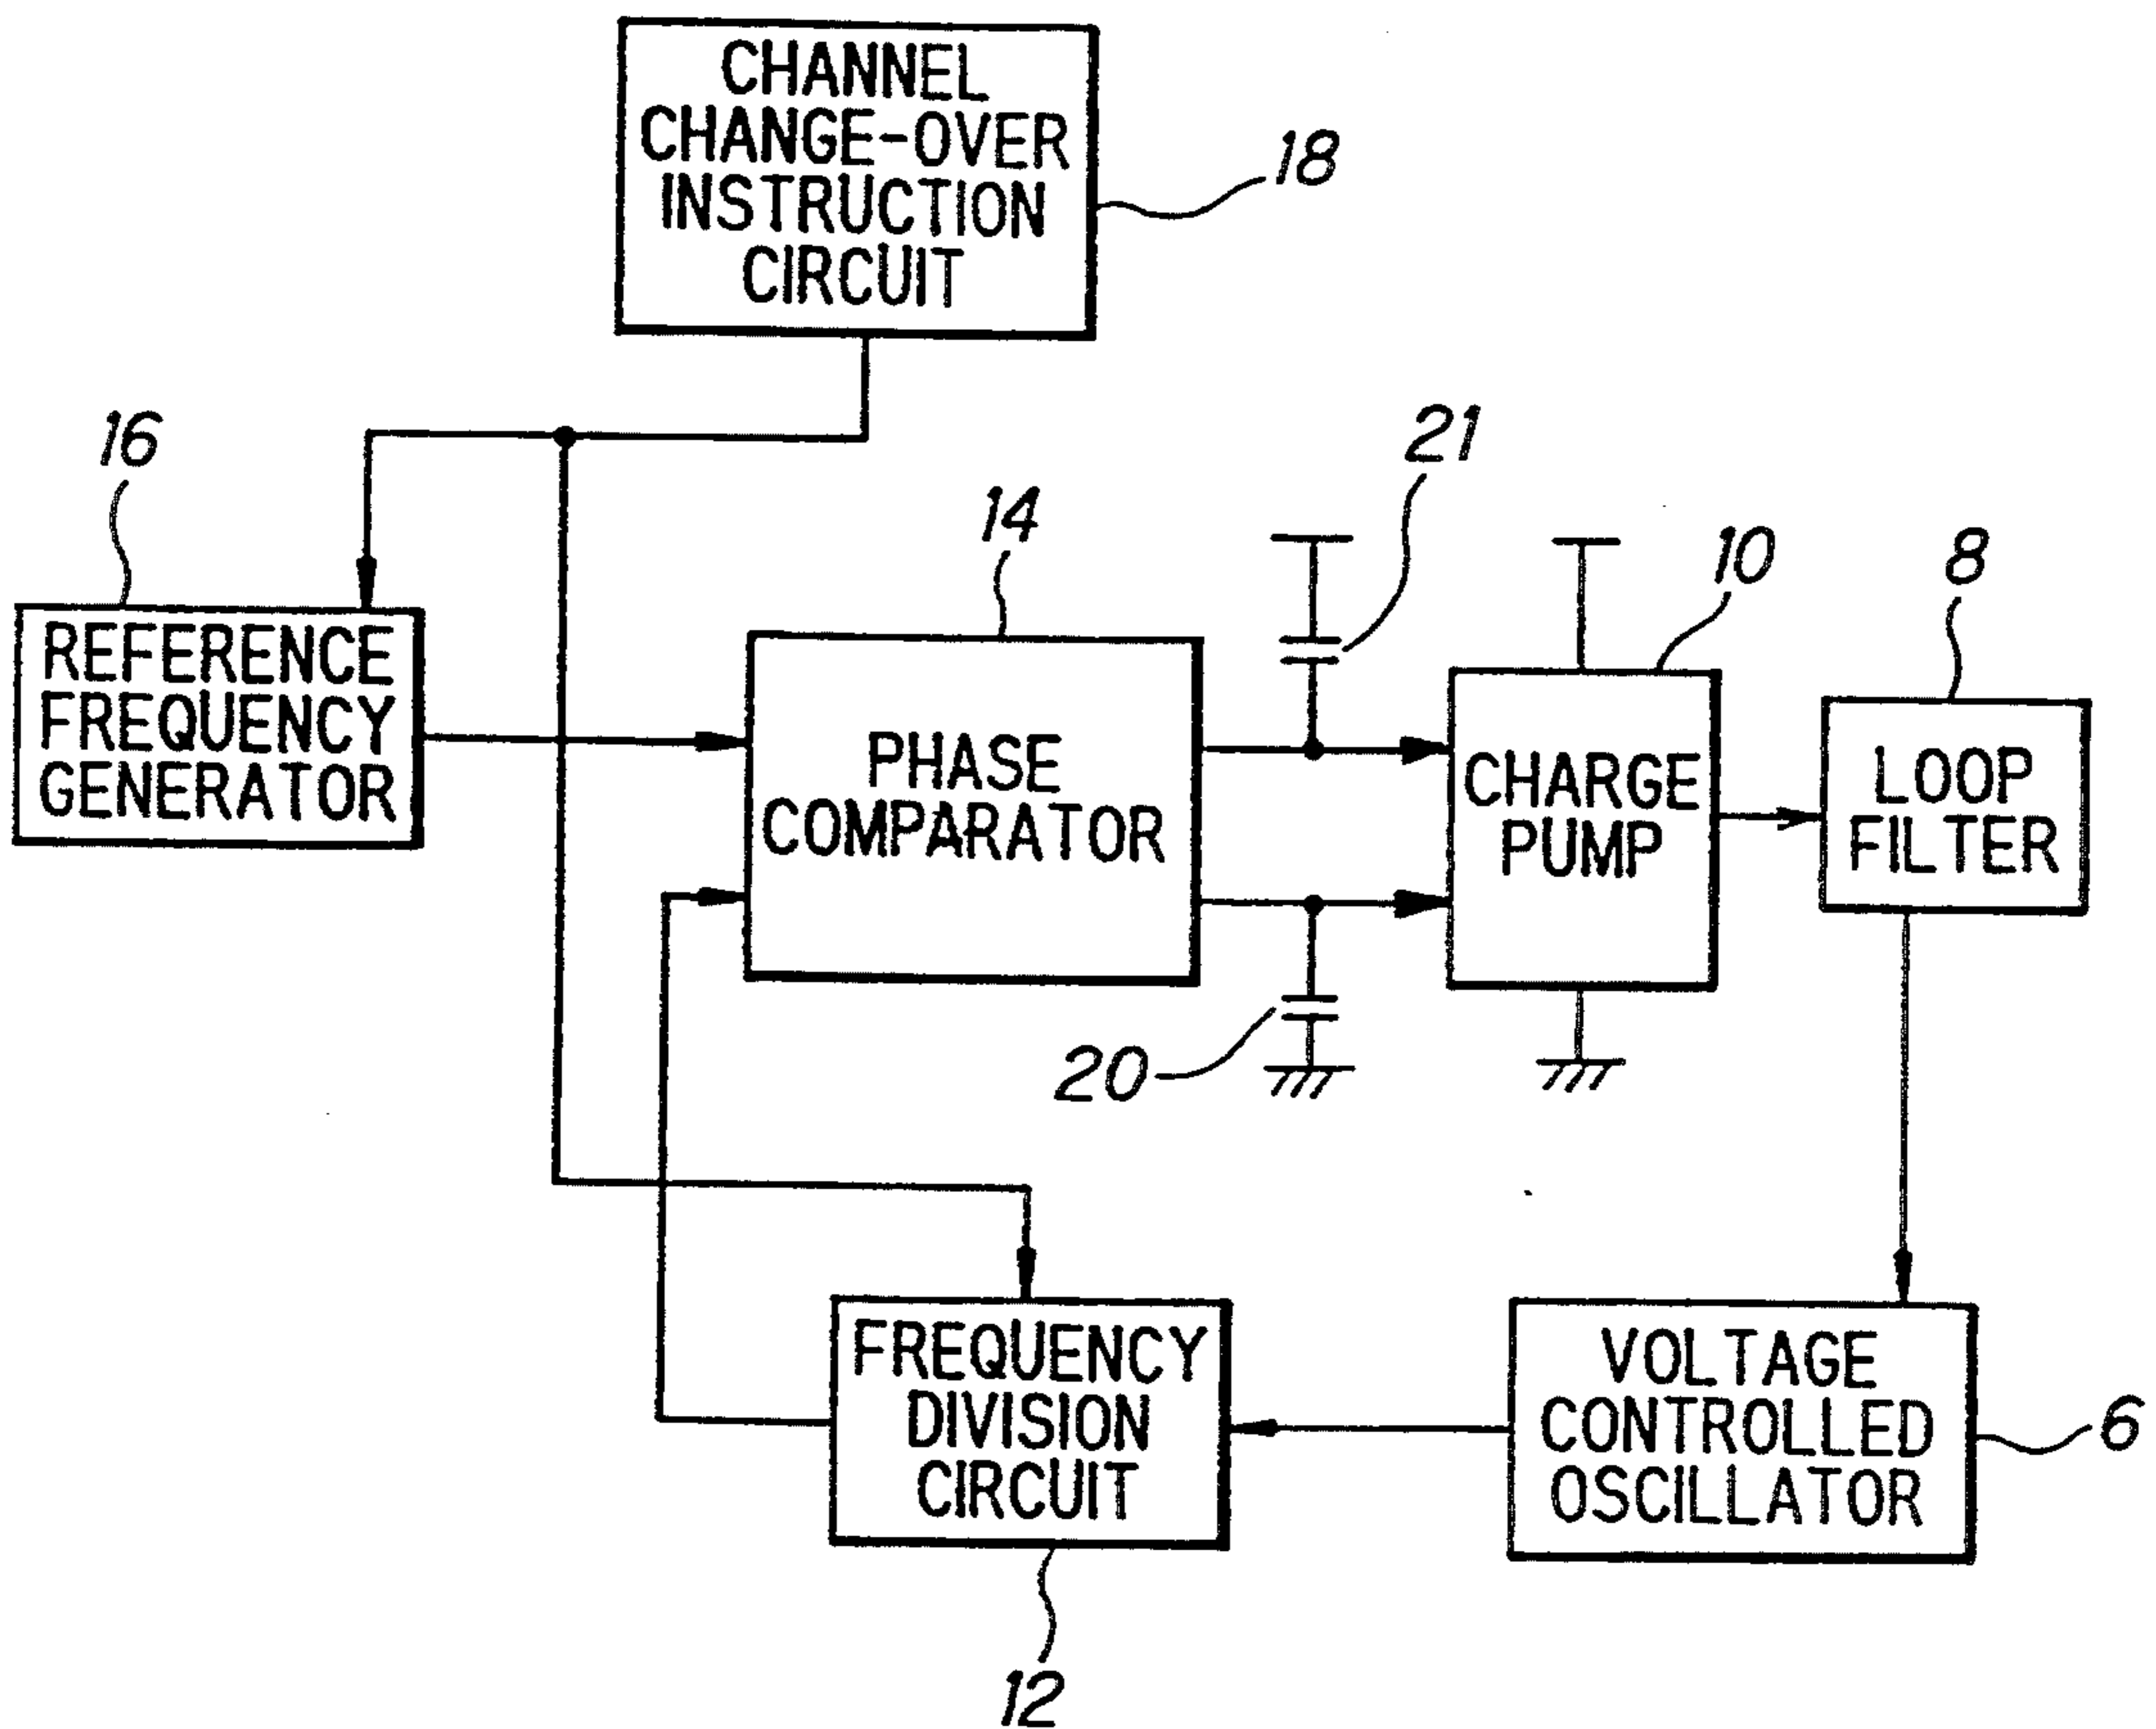 CHANNEL
CHANGE-OVER
INSTRUCTION
CIRCUIT
18
16
REFERENCE
FREQUENCY
GENERATOR
14
PHASE
COMPARATOR
21
20
10
CHARGE
PUMP
8
LOOP
FILTER
FREQUENCY
DIVISION
CIRCUIT
12
VOLTAGE
CONTROLLED
OSCILLATOR
6